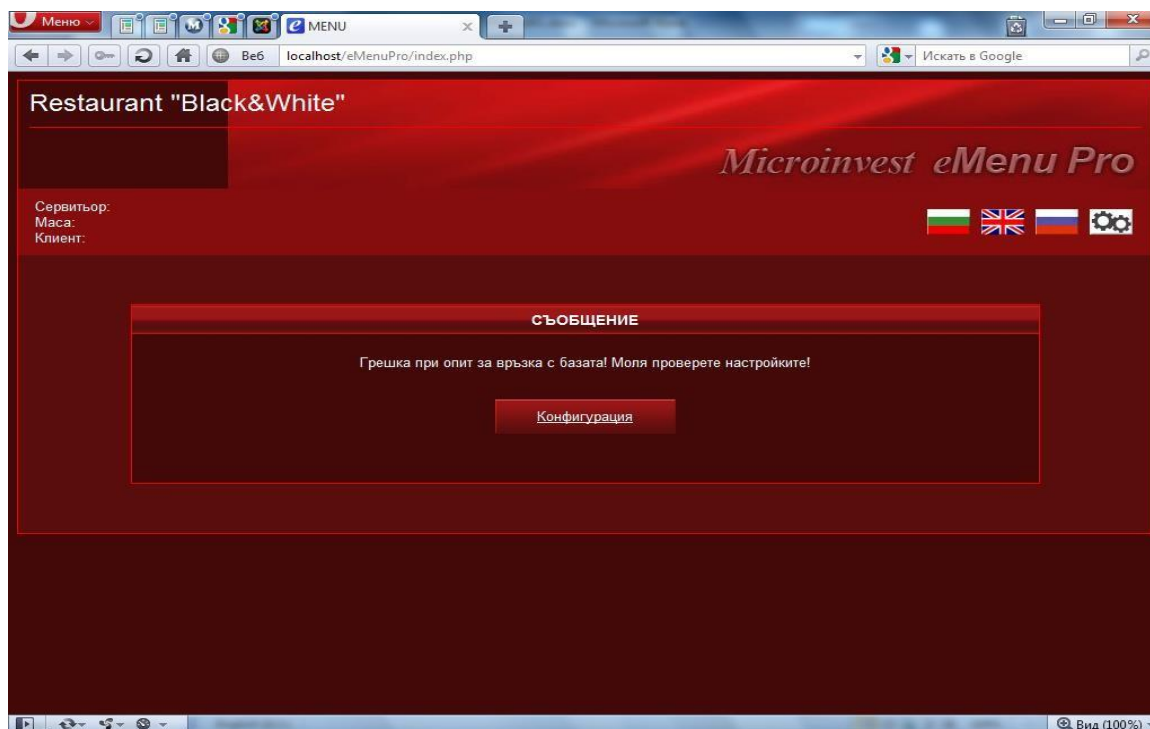 Меню
MENU
Веб
localhost/eMenuPro/index.php
Искать в Google
Restaurant "Black&White"
Microinvest eMenu Pro
Сервитьор:
Маса:
Клиент:
СЪОБЩЕНИЕ
Грешка при опит за връзка с базата! Моля проверете настройките!
Конфигурация
Вид (100%)